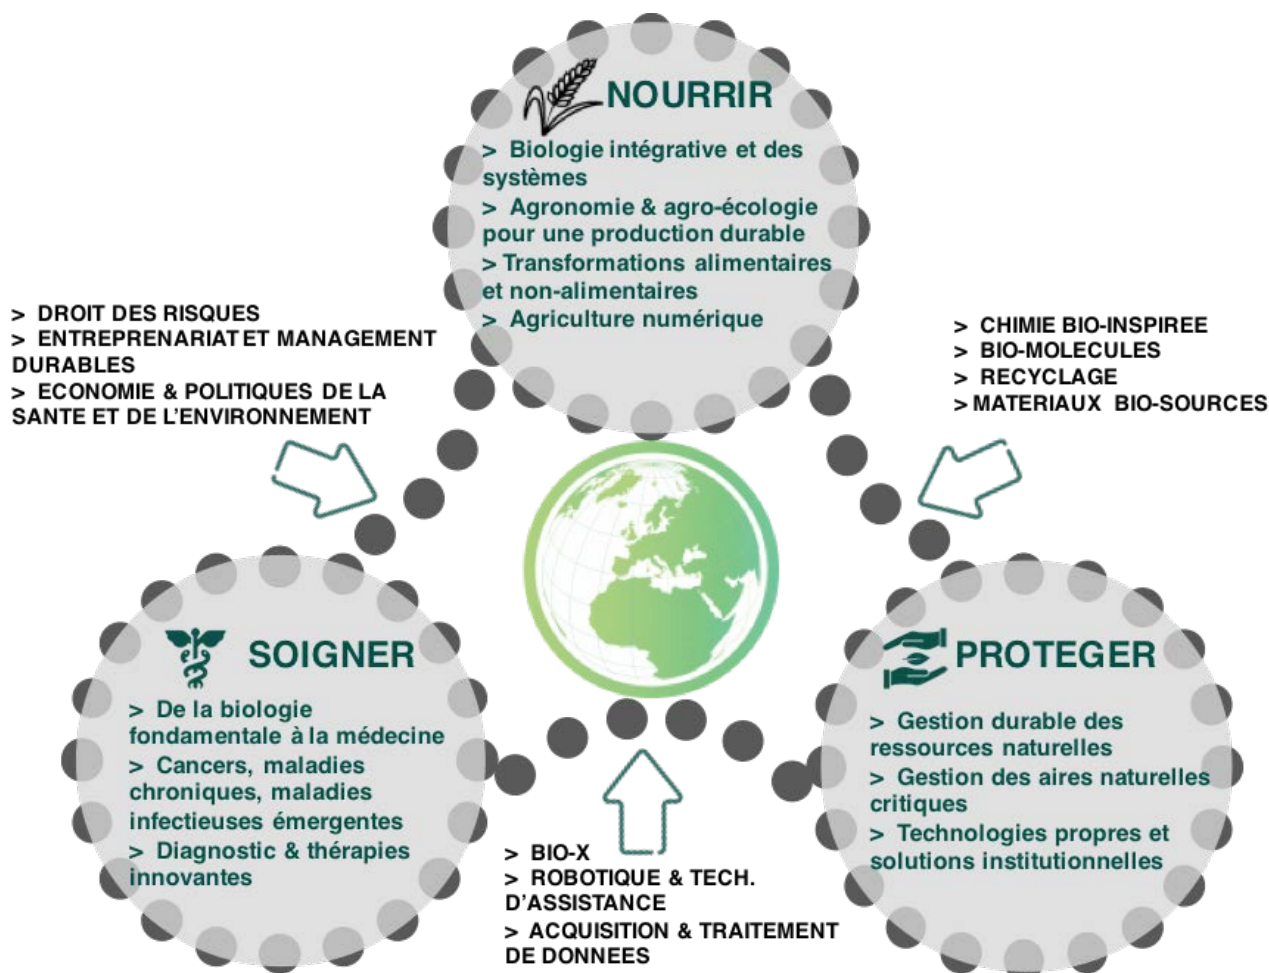 NOURRIR
> Biologie intégrative et des
systèmes
> Agronomie & agro-écologie
pour une production durable
> Transformations alimentaires
et non-alimentaires
> Agriculture numérique
> DROIT DES RISQUES
> ENTREPRENARIAT ET MANAGEMENT
DURABLES
> ECONOMIE & POLITIQUES DE LA
SANTE ET DE L'ENVIRONNEMENT
> CHIMIE BIO-INSPIREE
> BIO-MOLECULES
> RECYCLAGE
> MATERIAUX BIO-SOURCES
SOIGNER
> De la biologie
fondamentale à la médecine
> Cancers, maladies
chroniques, maladies
infectieuses émergentes
> Diagnostic & thérapies
innovantes
PROTEGER
> Gestion durable des
ressources naturelles
> Gestion des aires naturelles
critiques
> Technologies propres et
solutions institutionnelles
> BIO-X
> ROBOTIQUE & TECH.
D'ASSISTANCE
> ACQUISITION & TRAITEMENT
DE DONNEES